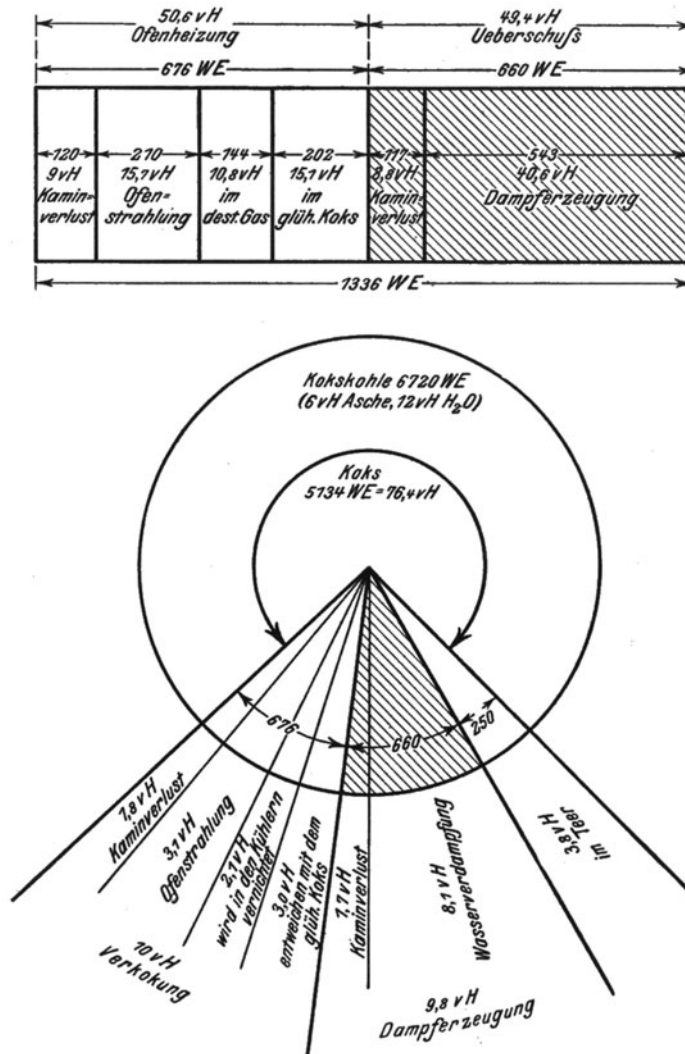 50,6 vH
Ofenheizung
49,4 vH
Ueberschuß
676 WE
660 WE
120
9 vH
Kamin=
verlust
210
15,7 vH
Ofen=
strahlung
144
10,8 vH
im
dest. Gas
202
15,1 vH
im
glüh. Koks
117
8,8 vH
Kamin=
verlust
543
40,6 vH
Dampferzeugung
1336 WE
Kokskohle 6720 WE
(6 vH Asche, 12 vH H₂O)
Koks
5134 WE = 76,4 vH
676
660
250
1,8 vH
Kaminverlust
3,1 vH
Ofenstrahlung
2,1 vH
wird in den Kühlern
vernichtet
3,0 vH
entweichen mit dem
glüh. Koks
1,7 vH
Kaminverlust
8,1 vH
Wasserverdampfung
3,8 vH
im Teer
10 vH
Verkokung
9,8 vH
Dampferzeugung